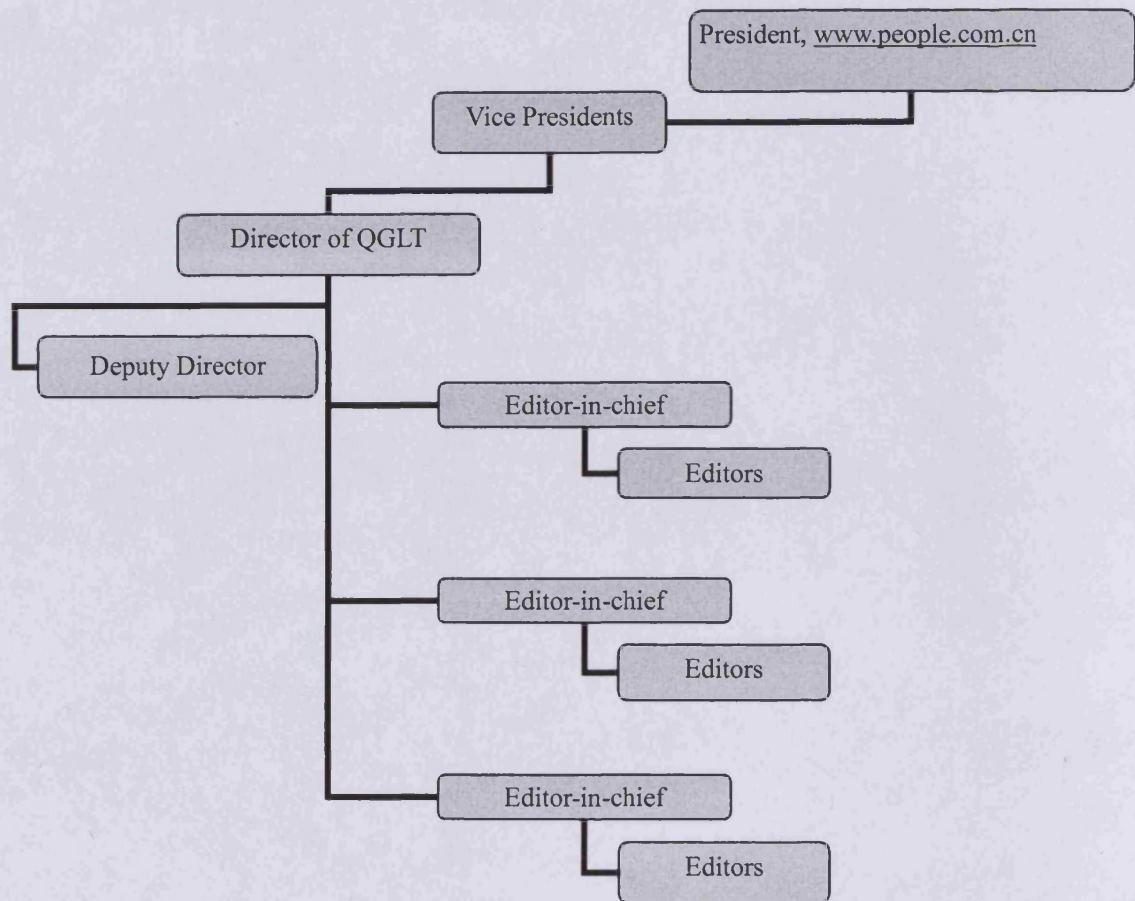 President, www.people.com.cn
Vice Presidents
Director of QGLT
Deputy Director
Editor-in-chief
Editors
Editor-in-chief
Editors
Editor-in-chief
Editors